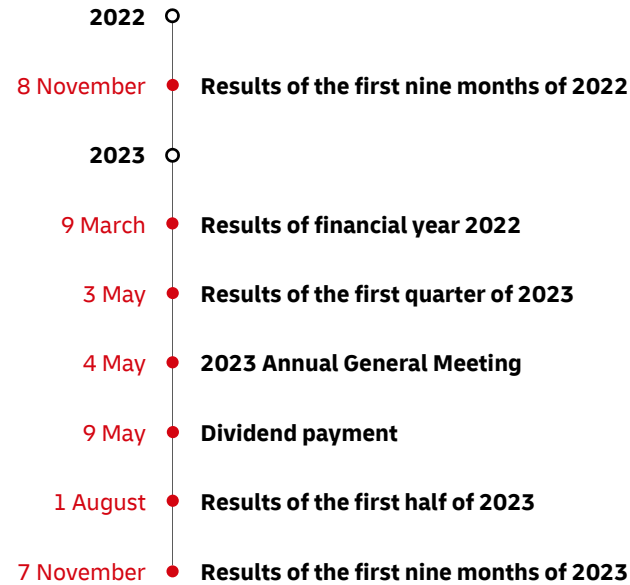 2022
8 November Results of the first nine months of 2022
2023
9 March Results of financial year 2022
3 May Results of the first quarter of 2023
4 May 2023 Annual General Meeting
9 May Dividend payment
1 August Results of the first half of 2023
7 November Results of the first nine months of 2023